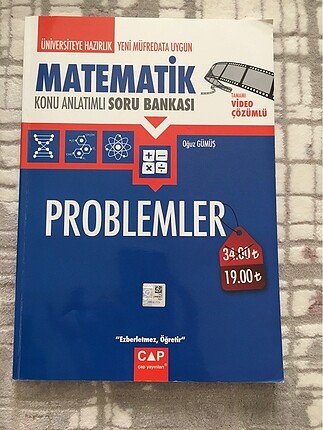 ÜNİVERSİTEYE HAZIRLIK YENİ MÜFREDATA UYGUN
MATEMATİK
KONU ANLATIMLI SORU BANKASI
TAMAMI
VİDEO
ÇÖZÜMLÜ
Oğuz GÜMÜŞ
PROBLEMLER
34.00 ₺
19.00 ₺
"Ezberletmez, Öğretir"
CAP
çap yayınları